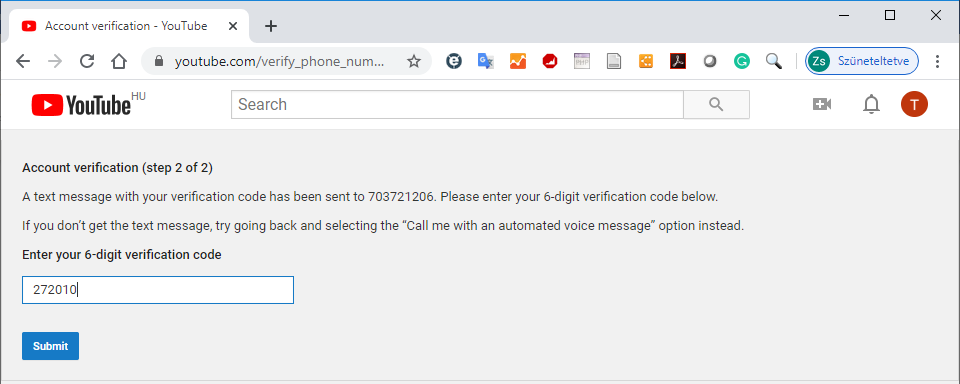 Account verification - YouTube
youtube.com/verify_phone_num...
Zs Szüneteltetve
YouTube HU
Search
T
Account verification (step 2 of 2)
A text message with your verification code has been sent to 703721206. Please enter your 6-digit verification code below.
If you don’t get the text message, try going back and selecting the “Call me with an automated voice message” option instead.
Enter your 6-digit verification code
272010
Submit